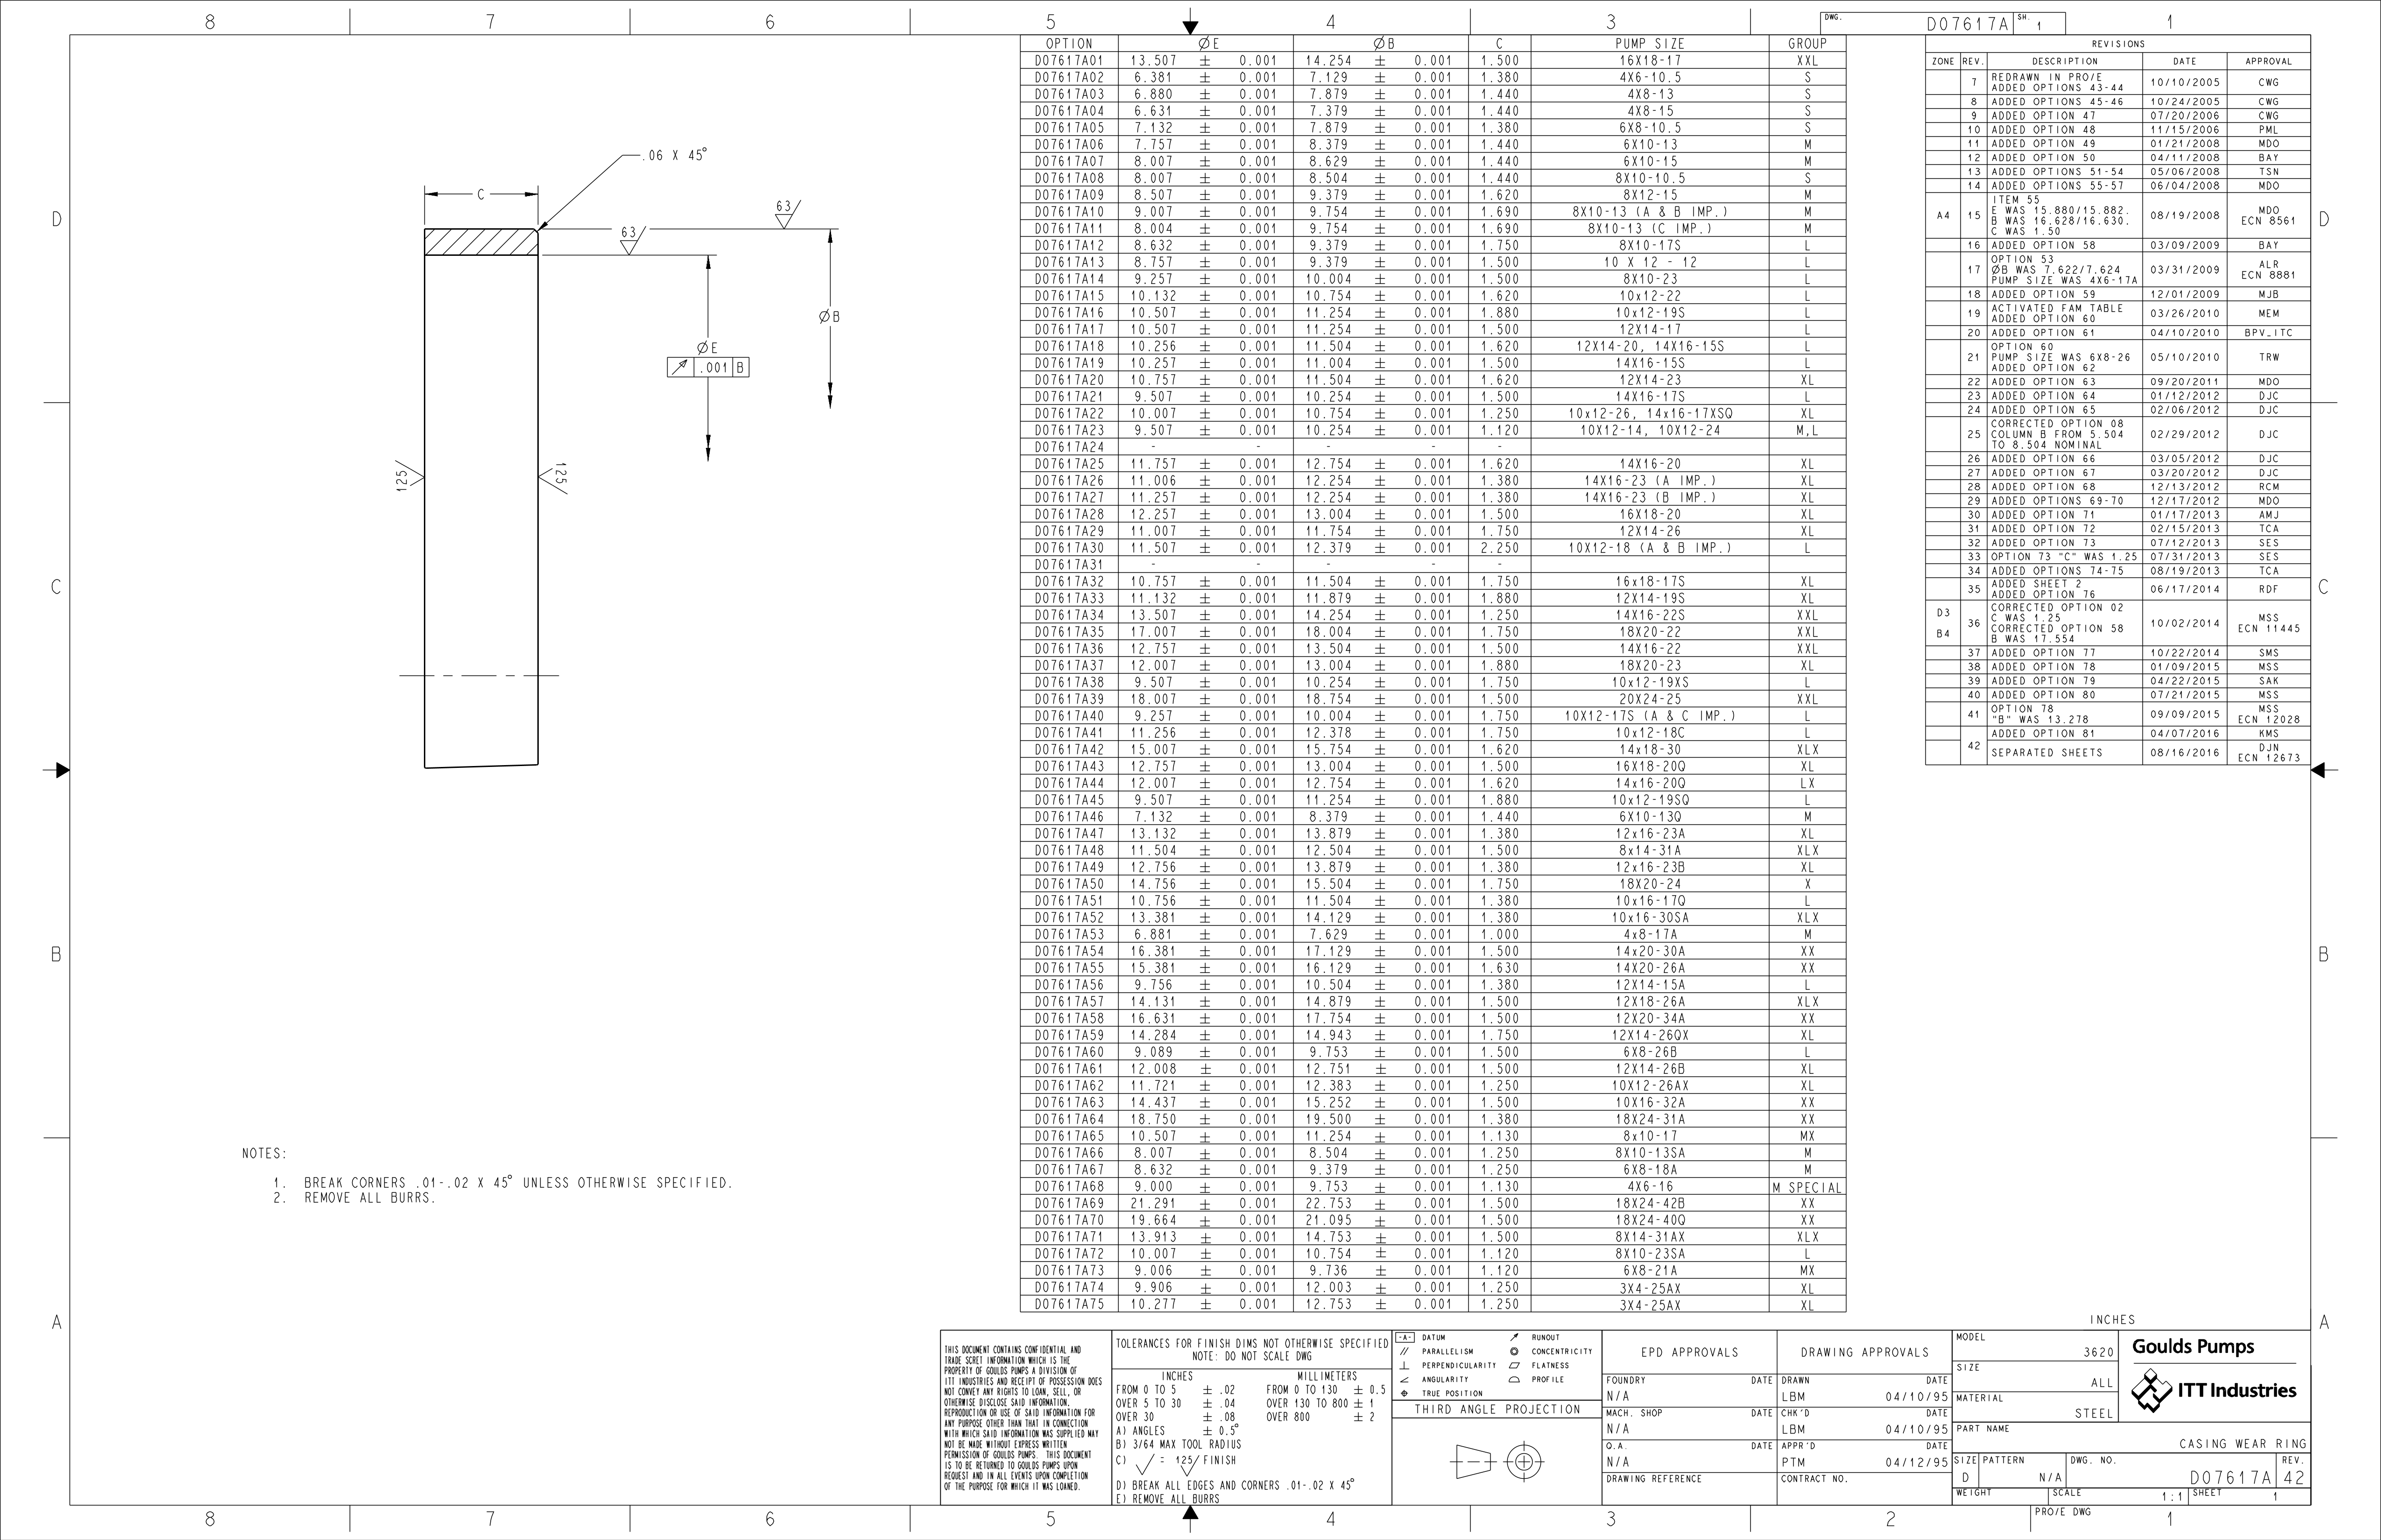 8 7 6 5 4 3 1
DWG. D07617A SH. 1
.06 X 45°
C
63
63
ØB
ØE
.001 B
125
125
D
C
B
A
D
C
B
A
NOTES:
1. BREAK CORNERS .01-.02 X 45° UNLESS OTHERWISE SPECIFIED.
2. REMOVE ALL BURRS.
OPTION ØE ØB C PUMP SIZE GROUP
D07617A01 13.507 ± 0.001 14.254 ± 0.001 1.500 16X18-17 XXL
D07617A02 6.381 ± 0.001 7.129 ± 0.001 1.380 4X6-10.5 S
D07617A03 6.880 ± 0.001 7.879 ± 0.001 1.440 4X8-13 S
D07617A04 6.631 ± 0.001 7.379 ± 0.001 1.440 4X8-15 S
D07617A05 7.132 ± 0.001 7.879 ± 0.001 1.380 6X8-10.5 S
D07617A06 7.757 ± 0.001 8.379 ± 0.001 1.440 6X10-13 M
D07617A07 8.007 ± 0.001 8.629 ± 0.001 1.440 6X10-15 M
D07617A08 8.007 ± 0.001 8.504 ± 0.001 1.440 8X10-10.5 S
D07617A09 8.507 ± 0.001 9.379 ± 0.001 1.620 8X12-15 M
D07617A10 9.007 ± 0.001 9.754 ± 0.001 1.690 8X10-13 (A & B IMP.) M
D07617A11 8.004 ± 0.001 9.754 ± 0.001 1.690 8X10-13 (C IMP.) M
D07617A12 8.632 ± 0.001 9.379 ± 0.001 1.750 8X10-17S L
D07617A13 8.757 ± 0.001 9.379 ± 0.001 1.500 10 X 12 - 12 L
D07617A14 9.257 ± 0.001 10.004 ± 0.001 1.500 8X10-23 L
D07617A15 10.132 ± 0.001 10.754 ± 0.001 1.620 10x12-22 L
D07617A16 10.507 ± 0.001 11.254 ± 0.001 1.880 10x12-19S L
D07617A17 10.507 ± 0.001 11.254 ± 0.001 1.500 12X14-17 L
D07617A18 10.256 ± 0.001 11.504 ± 0.001 1.620 12X14-20, 14X16-15S L
D07617A19 10.257 ± 0.001 11.004 ± 0.001 1.500 14X16-15S L
D07617A20 10.757 ± 0.001 11.504 ± 0.001 1.620 12X14-23 XL
D07617A21 9.507 ± 0.001 10.254 ± 0.001 1.500 14X16-17S L
D07617A22 10.007 ± 0.001 10.754 ± 0.001 1.250 10x12-26, 14x16-17XSQ XL
D07617A23 9.507 ± 0.001 10.254 ± 0.001 1.120 10X12-14, 10X12-24 M,L
D07617A24 - - - - -
D07617A25 11.757 ± 0.001 12.754 ± 0.001 1.620 14X16-20 XL
D07617A26 11.006 ± 0.001 12.254 ± 0.001 1.380 14X16-23 (A IMP.) XL
D07617A27 11.257 ± 0.001 12.254 ± 0.001 1.380 14X16-23 (B IMP.) XL
D07617A28 12.257 ± 0.001 13.004 ± 0.001 1.500 16X18-20 XL
D07617A29 11.007 ± 0.001 11.754 ± 0.001 1.750 12X14-26 XL
D07617A30 11.507 ± 0.001 12.379 ± 0.001 2.250 10X12-18 (A & B IMP.) L
D07617A31 - - - - -
D07617A32 10.757 ± 0.001 11.504 ± 0.001 1.750 16x18-17S XL
D07617A33 11.132 ± 0.001 11.879 ± 0.001 1.880 12X14-19S XL
D07617A34 13.507 ± 0.001 14.254 ± 0.001 1.250 14X16-22S XXL
D07617A35 17.007 ± 0.001 18.004 ± 0.001 1.750 18X20-22 XXL
D07617A36 12.757 ± 0.001 13.504 ± 0.001 1.500 14X16-22 XXL
D07617A37 12.007 ± 0.001 13.004 ± 0.001 1.880 18X20-23 XL
D07617A38 9.507 ± 0.001 10.254 ± 0.001 1.750 10x12-19XS L
D07617A39 18.007 ± 0.001 18.754 ± 0.001 1.500 20X24-25 XXL
D07617A40 9.257 ± 0.001 10.004 ± 0.001 1.750 10X12-17S (A & C IMP.) L
D07617A41 11.256 ± 0.001 12.378 ± 0.001 1.750 10x12-18C L
D07617A42 15.007 ± 0.001 15.754 ± 0.001 1.620 14x18-30 XLX
D07617A43 12.757 ± 0.001 13.004 ± 0.001 1.500 16X18-20Q XL
D07617A44 12.007 ± 0.001 12.754 ± 0.001 1.620 14x16-20Q LX
D07617A45 9.507 ± 0.001 11.254 ± 0.001 1.880 10x12-19SQ L
D07617A46 7.132 ± 0.001 8.379 ± 0.001 1.440 6X10-13Q M
D07617A47 13.132 ± 0.001 13.879 ± 0.001 1.380 12x16-23A XL
D07617A48 11.504 ± 0.001 12.504 ± 0.001 1.500 8x14-31A XLX
D07617A49 12.756 ± 0.001 13.879 ± 0.001 1.380 12x16-23B XL
D07617A50 14.756 ± 0.001 15.504 ± 0.001 1.750 18X20-24 X
D07617A51 10.756 ± 0.001 11.504 ± 0.001 1.380 10x16-17Q L
D07617A52 13.381 ± 0.001 14.129 ± 0.001 1.380 10x16-30SA XLX
D07617A53 6.881 ± 0.001 7.629 ± 0.001 1.000 4x8-17A M
D07617A54 16.381 ± 0.001 17.129 ± 0.001 1.500 14x20-30A XX
D07617A55 15.381 ± 0.001 16.129 ± 0.001 1.630 14X20-26A XX
D07617A56 9.756 ± 0.001 10.504 ± 0.001 1.380 12X14-15A L
D07617A57 14.131 ± 0.001 14.879 ± 0.001 1.500 12X18-26A XLX
D07617A58 16.631 ± 0.001 17.754 ± 0.001 1.500 12X20-34A XX
D07617A59 14.284 ± 0.001 14.943 ± 0.001 1.750 12X14-26QX XL
D07617A60 9.089 ± 0.001 9.753 ± 0.001 1.500 6X8-26B L
D07617A61 12.008 ± 0.001 12.751 ± 0.001 1.500 12X14-26B XL
D07617A62 11.721 ± 0.001 12.383 ± 0.001 1.250 10X12-26AX XL
D07617A63 14.437 ± 0.001 15.252 ± 0.001 1.500 10X16-32A XX
D07617A64 18.750 ± 0.001 19.500 ± 0.001 1.380 18X24-31A XX
D07617A65 10.507 ± 0.001 11.254 ± 0.001 1.130 8x10-17 MX
D07617A66 8.007 ± 0.001 8.504 ± 0.001 1.250 8X10-13SA M
D07617A67 8.632 ± 0.001 9.379 ± 0.001 1.250 6X8-18A M
D07617A68 9.000 ± 0.001 9.753 ± 0.001 1.130 4X6-16 M SPECIAL
D07617A69 21.291 ± 0.001 22.753 ± 0.001 1.500 18X24-42B XX
D07617A70 19.664 ± 0.001 21.095 ± 0.001 1.500 18X24-40Q XX
D07617A71 13.913 ± 0.001 14.753 ± 0.001 1.500 8X14-31AX XLX
D07617A72 10.007 ± 0.001 10.754 ± 0.001 1.120 8X10-23SA L
D07617A73 9.006 ± 0.001 9.736 ± 0.001 1.120 6X8-21A MX
D07617A74 9.906 ± 0.001 12.003 ± 0.001 1.250 3X4-25AX XL
D07617A75 10.277 ± 0.001 12.753 ± 0.001 1.250 3X4-25AX XL
REVISIONS
ZONE REV. DESCRIPTION DATE APPROVAL
7 REDRAWN IN PRO/E 10/10/2005 CWG
ADDED OPTIONS 43-44
8 ADDED OPTIONS 45-46 10/24/2005 CWG
9 ADDED OPTION 47 07/20/2006 CWG
10 ADDED OPTION 48 11/15/2006 PML
11 ADDED OPTION 49 01/21/2008 MDO
12 ADDED OPTION 50 04/11/2008 BAY
13 ADDED OPTIONS 51-54 05/06/2008 TSN
14 ADDED OPTIONS 55-57 06/04/2008 MDO
ITEM 55
E WAS 15.880/15.882.
A4 15 B WAS 16.628/16.630. 08/19/2008 MDO ECN 8561
C WAS 1.50
16 ADDED OPTION 58 03/09/2009 BAY
OPTION 53
17 ØB WAS 7.622/7.624 03/31/2009 ALR ECN 8881
PUMP SIZE WAS 4X6-17A
18 ADDED OPTION 59 12/01/2009 MJB
19 ACTIVATED FAM TABLE 03/26/2010 MEM
ADDED OPTION 60
20 ADDED OPTION 61 04/10/2010 BPV_ITC
OPTION 60
21 PUMP SIZE WAS 6X8-26 05/10/2010 TRW
ADDED OPTION 62
22 ADDED OPTION 63 09/20/2011 MDO
23 ADDED OPTION 64 01/12/2012 DJC
24 ADDED OPTION 65 02/06/2012 DJC
CORRECTED OPTION 08
25 COLUMN B FROM 5.504 02/29/2012 DJC
TO 8.504 NOMINAL
26 ADDED OPTION 66 03/05/2012 DJC
27 ADDED OPTION 67 03/20/2012 DJC
28 ADDED OPTION 68 12/13/2012 RCM
29 ADDED OPTIONS 69-70 12/17/2012 MDO
30 ADDED OPTION 71 01/17/2013 AMJ
31 ADDED OPTION 72 02/15/2013 TCA
32 ADDED OPTION 73 07/12/2013 SES
33 OPTION 73 "C" WAS 1.25 07/31/2013 SES
34 ADDED OPTIONS 74-75 08/19/2013 TCA
35 ADDED SHEET 2 06/17/2014 RDF
ADDED OPTION 76
D3 CORRECTED OPTION 02
36 C WAS 1.25 10/02/2014 MSS ECN 11445
B4 CORRECTED OPTION 58
B WAS 17.554
37 ADDED OPTION 77 10/22/2014 SMS
38 ADDED OPTION 78 01/09/2015 MSS
39 ADDED OPTION 79 04/22/2015 SAK
40 ADDED OPTION 80 07/21/2015 MSS
41 OPTION 78 09/09/2015 MSS ECN 12028
"B" WAS 13.278
ADDED OPTION 81 04/07/2016 KMS
42 SEPARATED SHEETS 08/16/2016 DJN ECN 12673
THIS DOCUMENT CONTAINS CONFIDENTIAL AND
TRADE SCRET INFORMATION WHICH IS THE
PROPERTY OF GOULDS PUMPS A DIVISION OF
ITT INDUSTRIES AND RECEIPT OF POSSESSION DOES
NOT CONVEY ANY RIGHTS TO LOAN, SELL, OR
OTHERWISE DISCLOSE SAID INFORMATION.
REPRODUCTION OR USE OF SAID INFORMATION FOR
ANY PURPOSE OTHER THAN THAT IN CONNECTION
WITH WHICH SAID INFORMATION WAS SUPPLIED MAY
NOT BE MADE WITHOUT EXPRESS WRITTEN
PERMISSION OF GOULDS PUMPS. THIS DOCUMENT
IS TO BE RETURNED TO GOULDS PUMPS UPON
REQUEST AND IN ALL EVENTS UPON COMPLETION
OF THE PURPOSE FOR WHICH IT WAS LOANED.
TOLERANCES FOR FINISH DIMS NOT OTHERWISE SPECIFIED
NOTE: DO NOT SCALE DWG
INCHES MILLIMETERS
FROM 0 TO 5 ± .02 FROM 0 TO 130 ± 0.5
OVER 5 TO 30 ± .04 OVER 130 TO 800 ± 1
OVER 30 ± .08 OVER 800 ± 2
A) ANGLES ± 0.5°
B) 3/64 MAX TOOL RADIUS
C) = 125 FINISH
D) BREAK ALL EDGES AND CORNERS .01-.02 X 45°
E) REMOVE ALL BURRS
-A- DATUM RUNOUT
PARALLELISM CONCENTRICITY
PERPENDICULARITY FLATNESS
ANGULARITY PROFILE
TRUE POSITION
THIRD ANGLE PROJECTION
EPD APPROVALS
FOUNDRY DATE
N/A
MACH. SHOP DATE
N/A
Q.A. DATE
N/A
DRAWING REFERENCE
DRAWING APPROVALS
DRAWN DATE
LBM 04/10/95
CHK'D DATE
LBM 04/10/95
APPR'D DATE
PTM 04/12/95
CONTRACT NO.
INCHES
MODEL 3620
SIZE ALL
MATERIAL STEEL
Goulds Pumps
ITT Industries
PART NAME
CASING WEAR RING
SIZE PATTERN DWG. NO. REV.
D N/A D07617A 42
WEIGHT SCALE 1:1 SHEET 1
PRO/E DWG
8 7 6 5 4 3 2 1